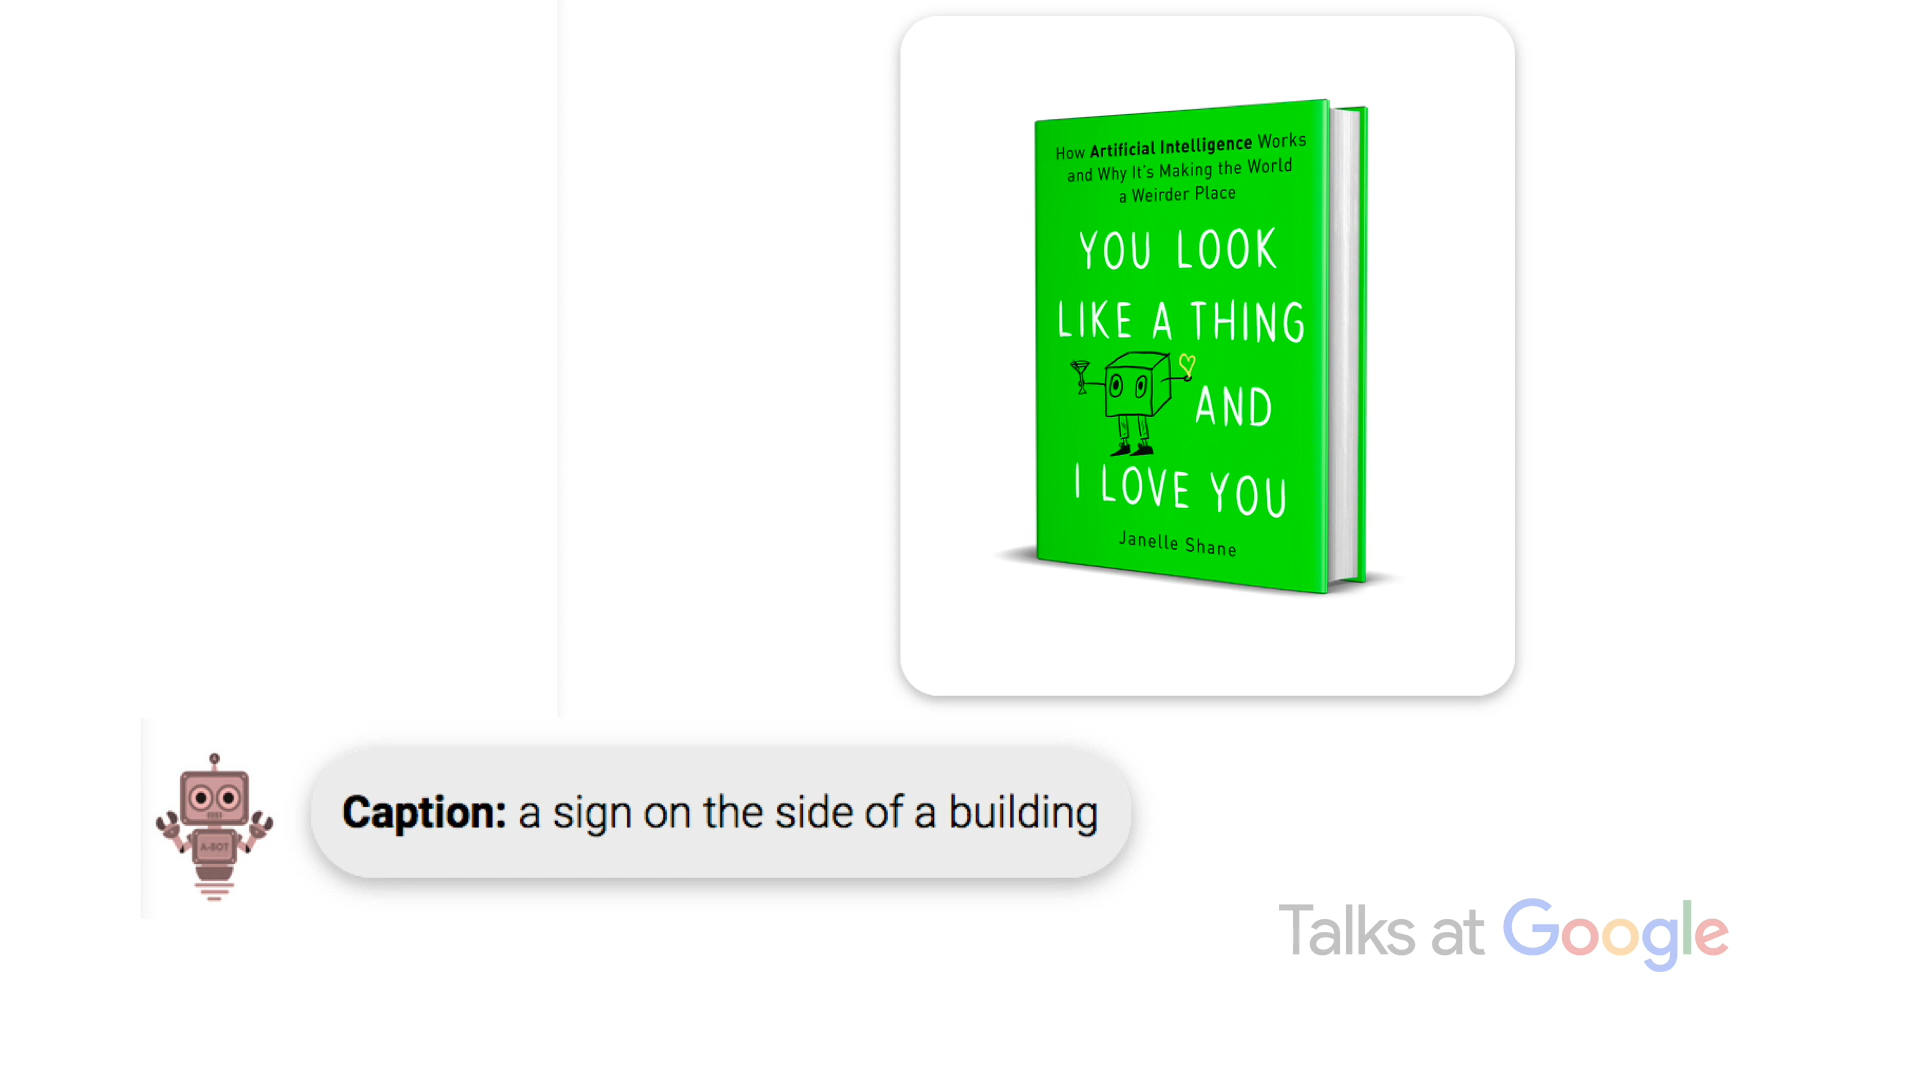 How Artificial Intelligence Works
and Why It's Making the World
a Weirder Place
YOU LOOK
LIKE A THING
AND
I LOVE YOU
Janelle Shane
A-BOT
Caption: a sign on the side of a building
Talks at Google